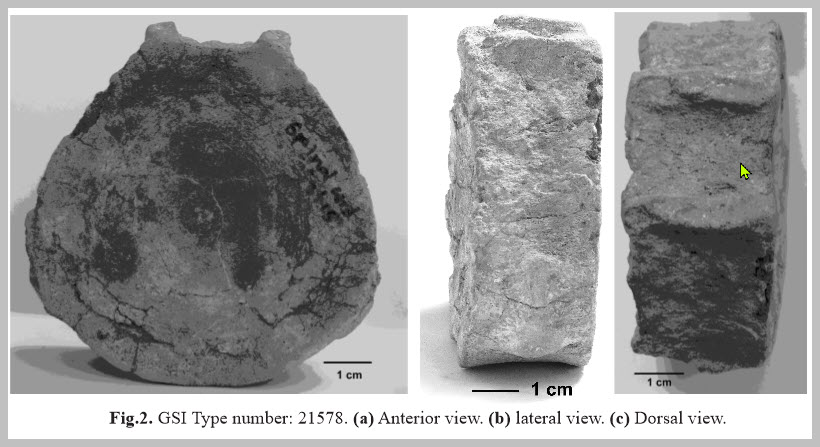 1 cm
1 cm
1 cm
Fig.2. GSI Type number: 21578. (a) Anterior view. (b) lateral view. (c) Dorsal view.